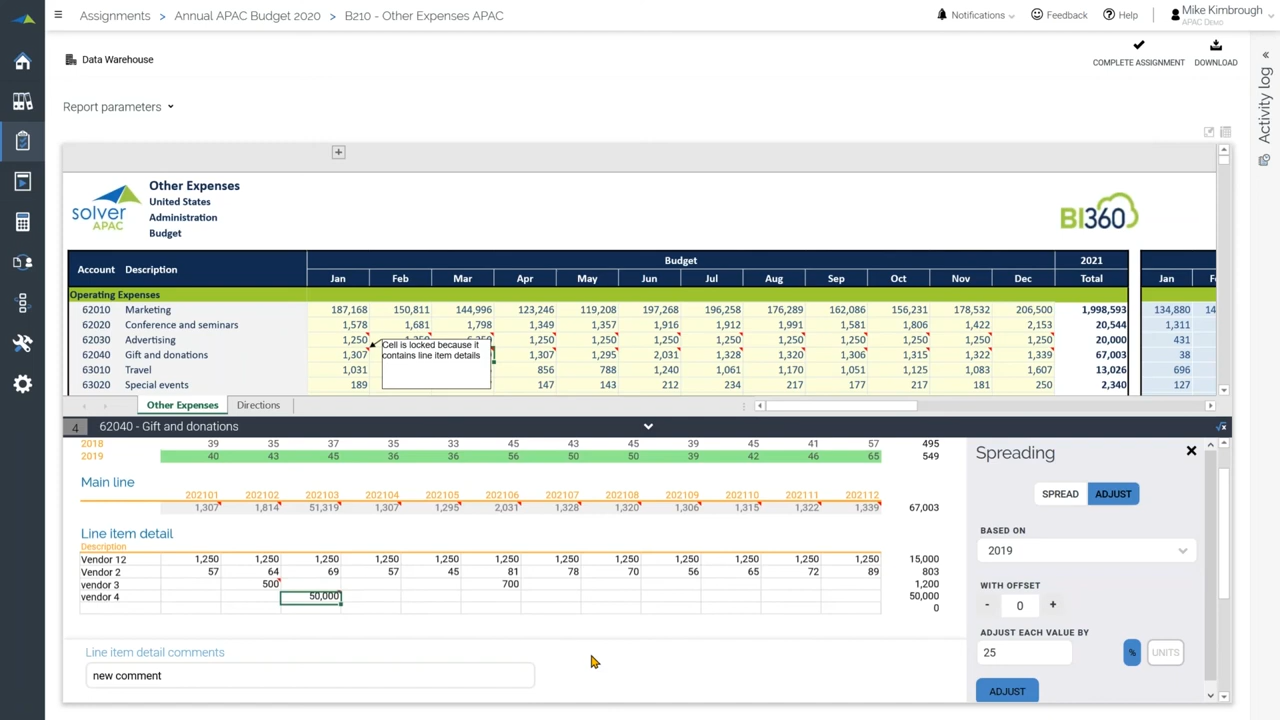 Assignments > Annual APAC Budget 2020 > B210 - Other Expenses APAC
Notifications Feedback ? Help Mike Kimbrough
APAC Demo
Data Warehouse
COMPLETE ASSIGNMENT DOWNLOAD
Activity log
Report parameters
+
Other Expenses
United States
Administration
Budget
solver
APAC
BI360
Budget 2021
Account Description Jan Feb Mar Apr May Jun Jul Aug Sep Oct Nov Dec Total Jan
Operating Expenses
62010 Marketing 187,168 150,811 144,996 123,246 119,208 197,268 196,258 176,289 162,086 156,231 178,532 206,500 1,998,593 134,880
62020 Conference and seminars 1,578 1,681 1,798 1,349 1,357 1,916 1,912 1,991 1,581 1,806 1,422 2,153 20,544 1,311
62030 Advertising 1,250 1,250 1,250 1,250 1,250 1,250 1,250 1,250 1,250 1,250 20,000 431
62040 Gift and donations 1,307 1,307 1,295 2,031 1,328 1,320 1,306 1,315 1,322 1,339 67,003 38
63010 Travel 1,031 856 788 1,240 1,061 1,170 1,051 1,125 1,083 1,607 13,026 696
63020 Special events 189 147 143 212 234 217 177 217 181 250 2,340 127
Cell is locked because it
contains line item details
Other Expenses Directions
4 62040 - Gift and donations
2018 39 35 37 35 33 45 43 45 39 45 41 57 495
2019 40 43 45 36 36 56 50 50 39 42 46 65 549
Main line
202101 202102 202103 202104 202105 202106 202107 202108 202109 202110 202111 202112
1,307 1,814 51,319 1,307 1,295 2,031 1,328 1,320 1,306 1,315 1,322 1,339 67,003
Line item detail
Description
Vendor 12 1,250 1,250 1,250 1,250 1,250 1,250 1,250 1,250 1,250 1,250 1,250 1,250 15,000
Vendor 2 57 64 69 57 45 81 78 70 56 65 72 89 803
vendor 3 500 700 1,200
vendor 4 50,000 50,000
0
Line item detail comments
new comment
Spreading
SPREAD ADJUST
BASED ON
2019
WITH OFFSET
- 0 +
ADJUST EACH VALUE BY
25 % UNITS
ADJUST